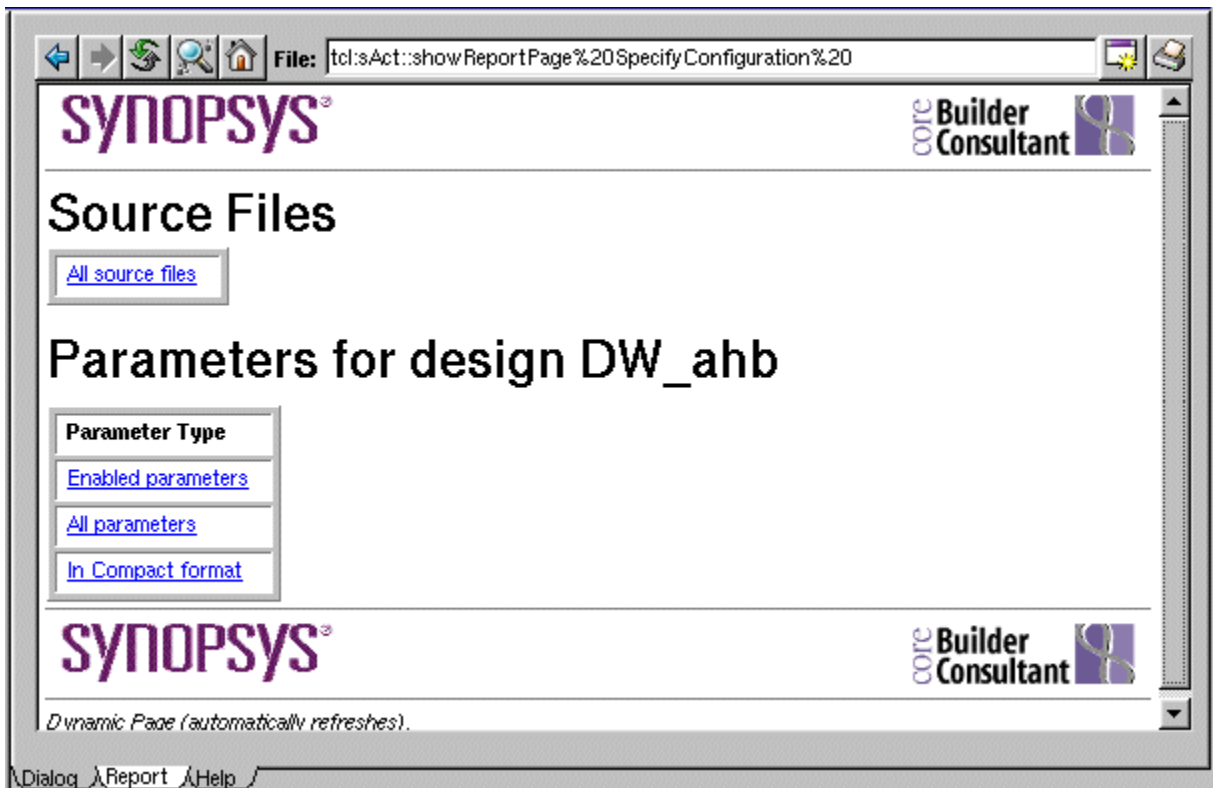 File: tcl:sAct::showReportPage%20SpecifyConfiguration%20
SYNOPSYS®
core Builder Consultant
Source Files
All source files
Parameters for design DW_ahb
Parameter Type
Enabled parameters
All parameters
In Compact format
SYNOPSYS®
core Builder Consultant
Dynamic Page (automatically refreshes).
Dialog Report Help